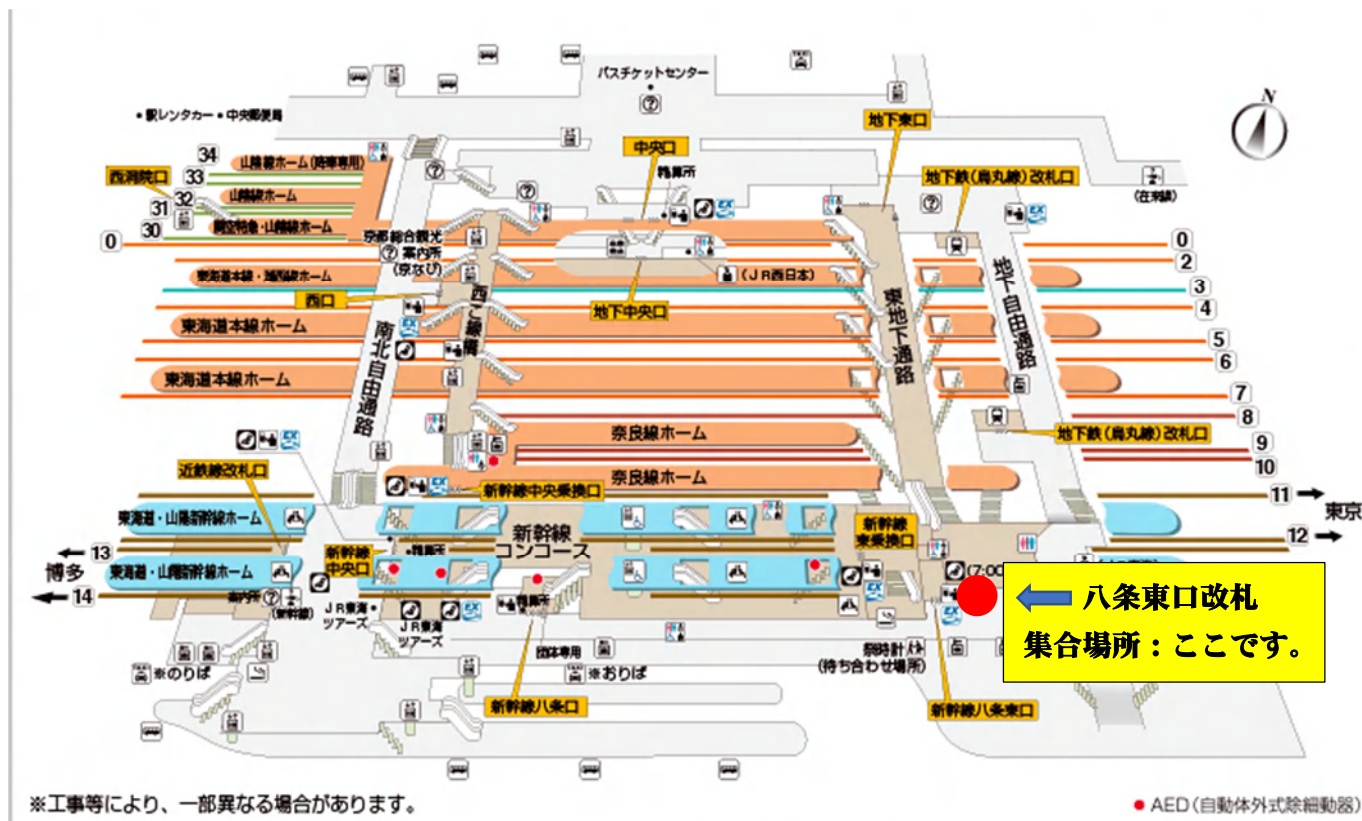 バスチケットセンター
N
・駅レンタカー ・中央郵便局
地下東口
中央口
精算所
地下鉄(烏丸線)改札口
(在来線)
34
山陰線ホーム(降車専用)
33
西洞院口
32
山陰線ホーム
31
30
関空特急・山陰線ホーム
0
京都総合観光
案内所
(京なび)
0
2
東海道本線・湖西線ホーム
(JR西日本)
3
西口
地下中央口
4
東海道本線ホーム
西こ線橋
南北自由通路
東地下通路
地下自由通路
5
6
東海道本線ホーム
7
8
奈良線ホーム
地下鉄(烏丸線)改札口
9
10
近鉄線改札口
奈良線ホーム
新幹線中央乗換口
11
東京
東海道・山陽新幹線ホーム
新幹線
コンコース
新幹線
東乗換口
12
13
新幹線
中央口
精算所
博多
東海道・山陽新幹線ホーム
(7:00
14
案内所
(新幹線)
JR東海
ツアーズ
JR東海
ツアーズ
精算所
八条東口改札
集合場所：ここです。
団体専用
TAXI
※のりば
TAXI
※おりば
祭時計
(待ち合わせ場所)
新幹線八条口
新幹線八条東口
※工事等により、一部異なる場合があります。
AED(自動体外式除細動器)